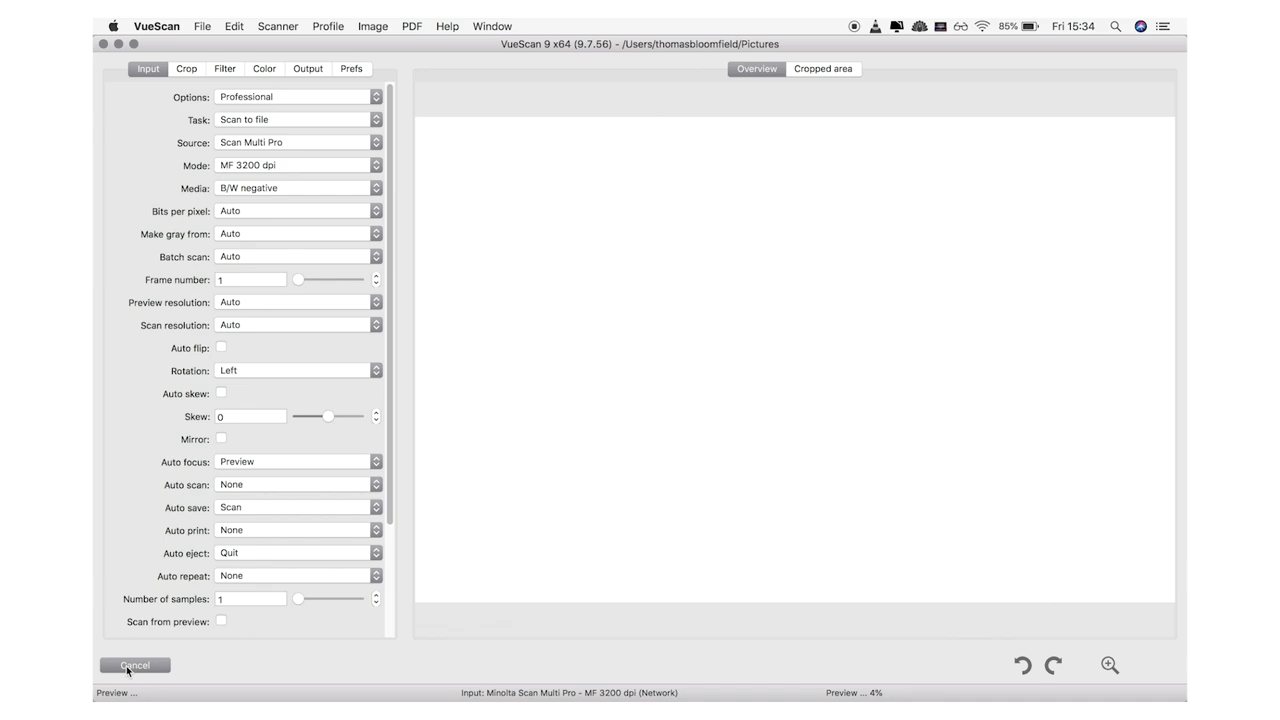 VueScan File Edit Scanner Profile Image PDF Help Window 85% Fri 15:34
VueScan 9 x64 (9.7.56) - /Users/thomasbloomfield/Pictures
Input Crop Filter Color Output Prefs Overview Cropped area
Options: Professional
Task: Scan to file
Source: Scan Multi Pro
Mode: MF 3200 dpi
Media: B/W negative
Bits per pixel: Auto
Make gray from: Auto
Batch scan: Auto
Frame number: 1
Preview resolution: Auto
Scan resolution: Auto
Auto flip:
Rotation: Left
Auto skew:
Skew: 0
Mirror:
Auto focus: Preview
Auto scan: None
Auto save: Scan
Auto print: None
Auto eject: Quit
Auto repeat: None
Number of samples: 1
Scan from preview:
Cancel
Preview ... Input: Minolta Scan Multi Pro - MF 3200 dpi (Network) Preview ... 4%